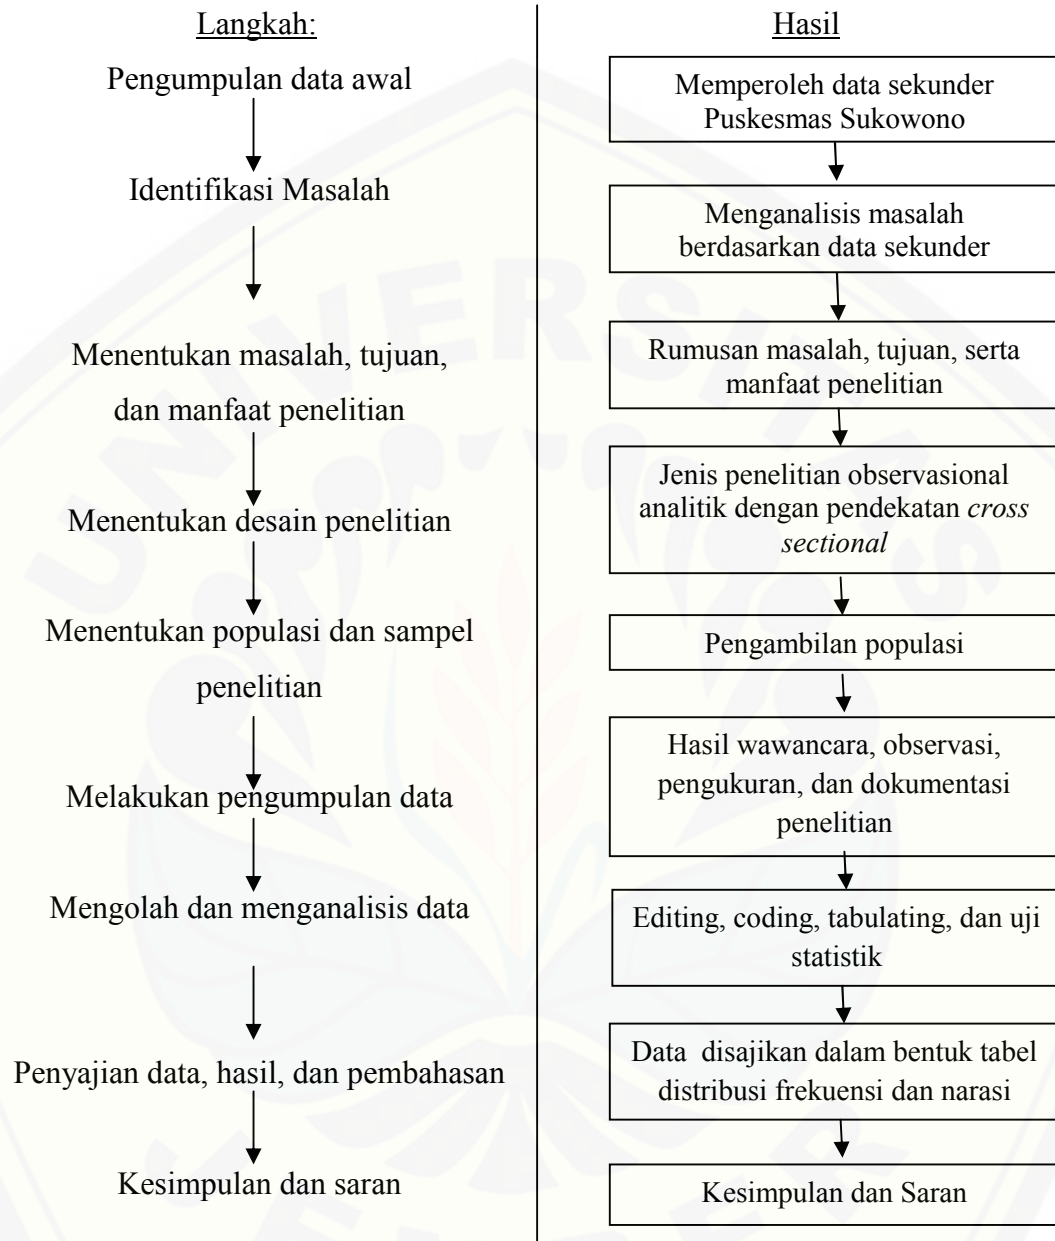 Langkah:
Pengumpulan data awal
Identifikasi Masalah
Menentukan masalah, tujuan,
dan manfaat penelitian
Menentukan desain penelitian
Menentukan populasi dan sampel
penelitian
Melakukan pengumpulan data
Mengolah dan menganalisis data
Penyajian data, hasil, dan pembahasan
Kesimpulan dan saran
Hasil
Memperoleh data sekunder
Puskesmas Sukowono
Menganalisis masalah
berdasarkan data sekunder
Rumusan masalah, tujuan, serta
manfaat penelitian
Jenis penelitian observasional
analitik dengan pendekatan cross
sectional
Pengambilan populasi
Hasil wawancara, observasi,
pengukuran, dan dokumentasi
penelitian
Editing, coding, tabulating, dan uji
statistik
Data disajikan dalam bentuk tabel
distribusi frekuensi dan narasi
Kesimpulan dan Saran
UNIVERSITAS
JEMBER